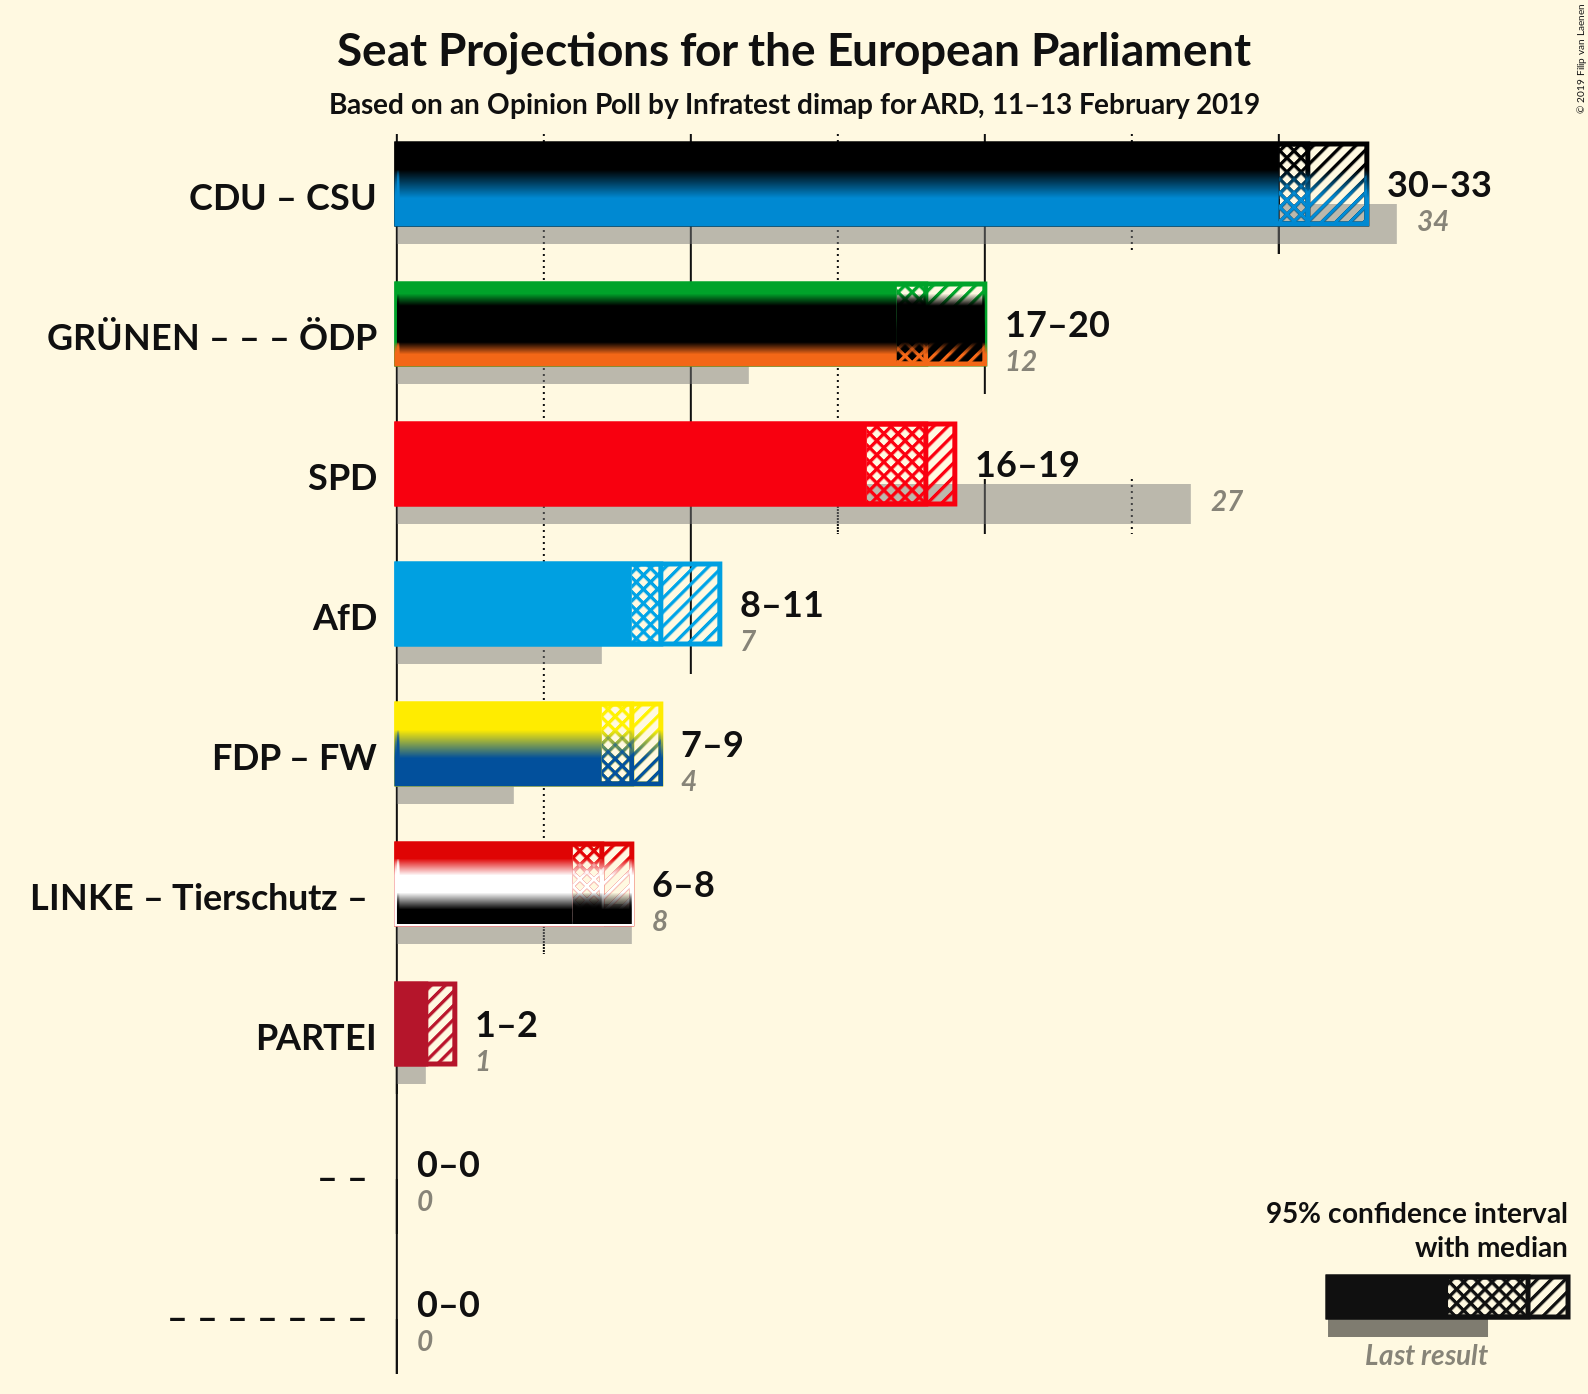 Seat Projections for the European Parliament
Based on an Opinion Poll by Infratest dimap for ARD, 11–13 February 2019
© 2019 Filip van Laenen
CDU – CSU
30–33
34
GRÜNEN – – – ÖDP
17–20
12
SPD
16–19
27
AfD
8–11
7
FDP – FW
7–9
4
LINKE – Tierschutz –
6–8
8
PARTEI
1–2
1
– –
0–0
0
– – – – – – –
0–0
0
95% confidence interval
with median
Last result